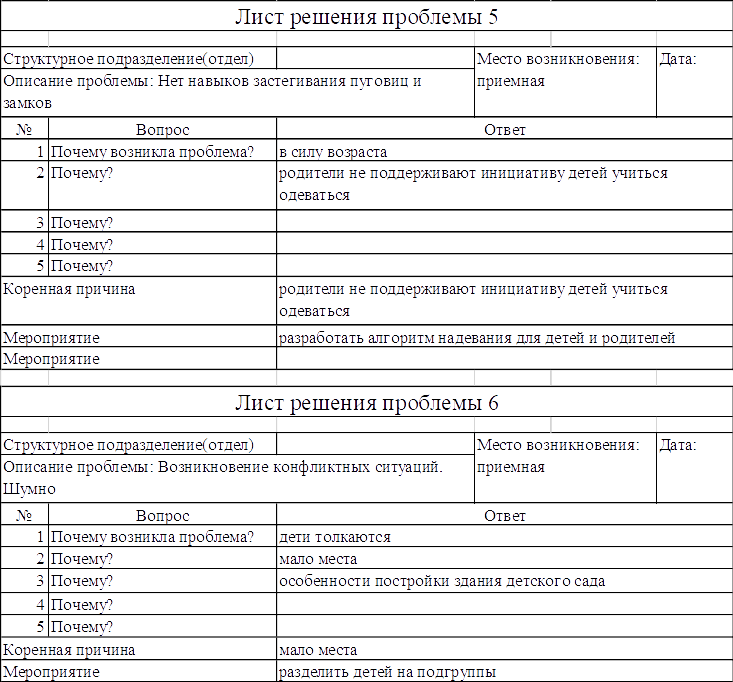 Лист решения проблемы 5
Структурное подразделение(отдел) Место возникновения: Дата:
Описание проблемы: Нет навыков застегивания пуговиц и приемная
замков
№ Вопрос Ответ
1 Почему возникла проблема? в силу возраста
2 Почему? родители не поддерживают инициативу детей учиться
одеваться
3 Почему?
4 Почему?
5 Почему?
Коренная причина родители не поддерживают инициативу детей учиться
одеваться
Мероприятие разработать алгоритм надевания для детей и родителей
Мероприятие
Лист решения проблемы 6
Структурное подразделение(отдел) Место возникновения: Дата:
Описание проблемы: Возникновение конфликтных ситуаций. приемная
Шумно
№ Вопрос Ответ
1 Почему возникла проблема? дети толкаются
2 Почему? мало места
3 Почему? особенности постройки здания детского сада
4 Почему?
5 Почему?
Коренная причина мало места
Мероприятие разделить детей на подгруппы